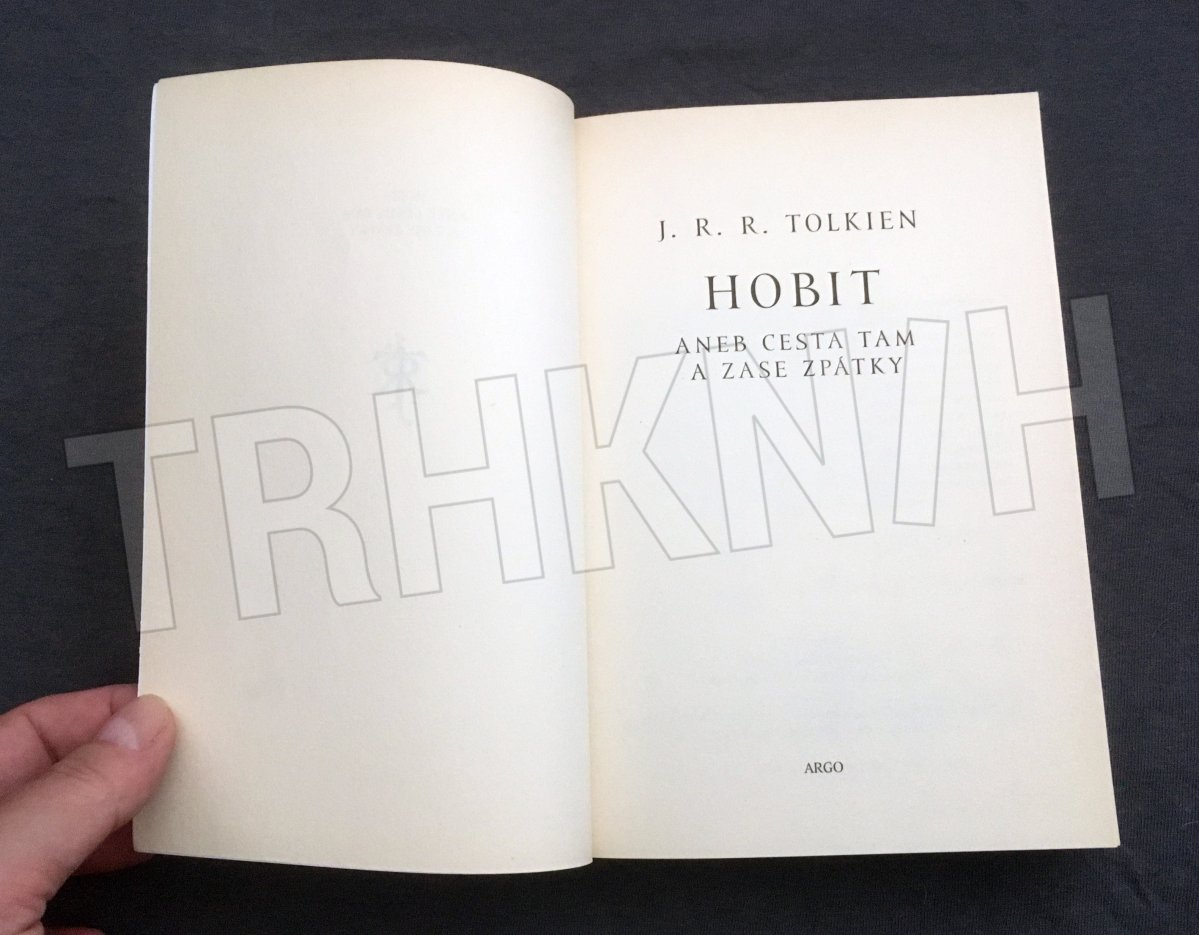 J. R. R. TOLKIEN
HOBIT
ANEB CESTA TAM
A ZASE ZPÁTKY
TRHKNIH
ARGO